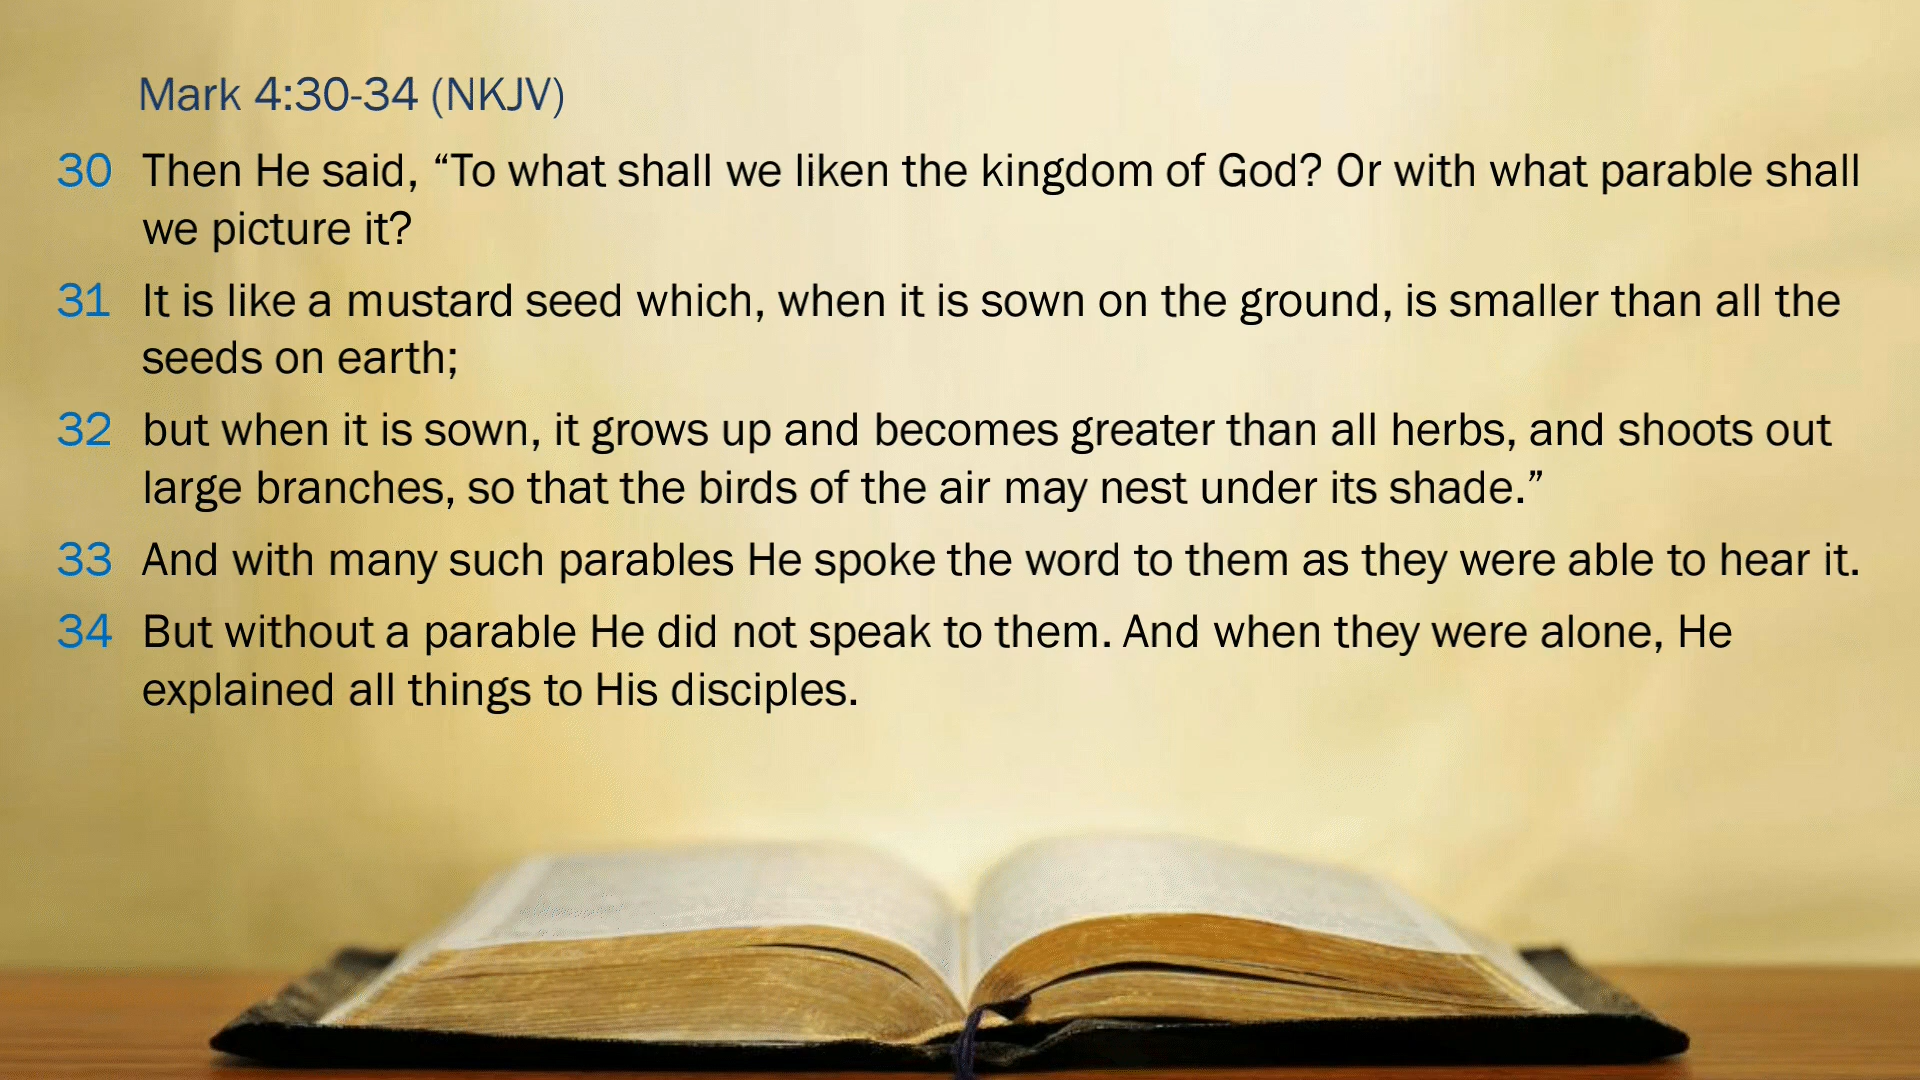 Mark 4:30-34 (NKJV)
30 Then He said, “To what shall we liken the kingdom of God? Or with what parable shall
we picture it?
31 It is like a mustard seed which, when it is sown on the ground, is smaller than all the
seeds on earth;
32 but when it is sown, it grows up and becomes greater than all herbs, and shoots out
large branches, so that the birds of the air may nest under its shade.”
33 And with many such parables He spoke the word to them as they were able to hear it.
34 But without a parable He did not speak to them. And when they were alone, He
explained all things to His disciples.